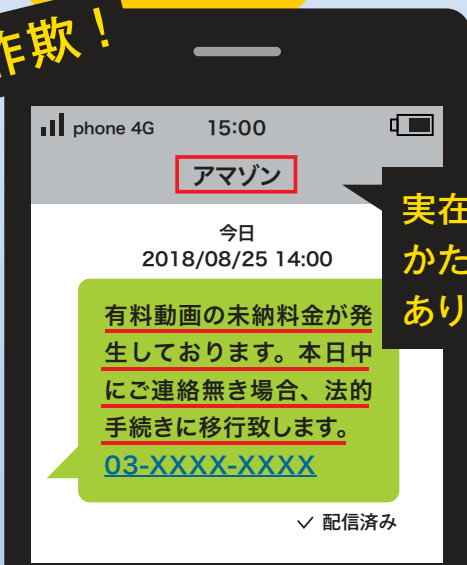 詐欺！
phone 4G 15:00
アマゾン
実在
かた
あり
今日
2018/08/25 14:00
有料動画の未納料金が発
生しております。本日中
にご連絡無き場合、法的
手続きに移行致します。
03-XXXX-XXXX
✓ 配信済み